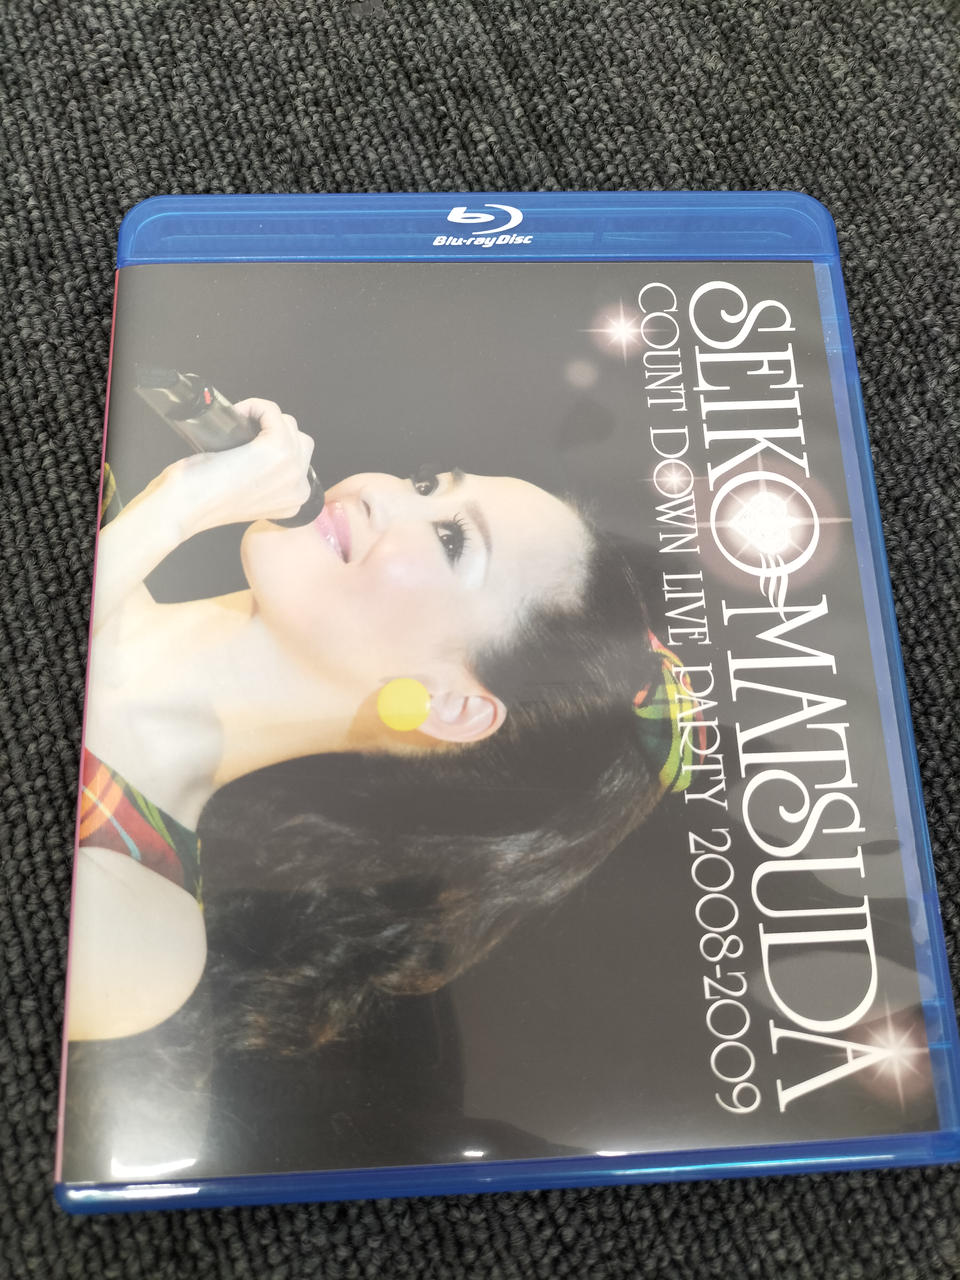 Blu-ray Disc
SEIKO MATSUDA
COUNT DOWN LIVE PARTY 2008-2009